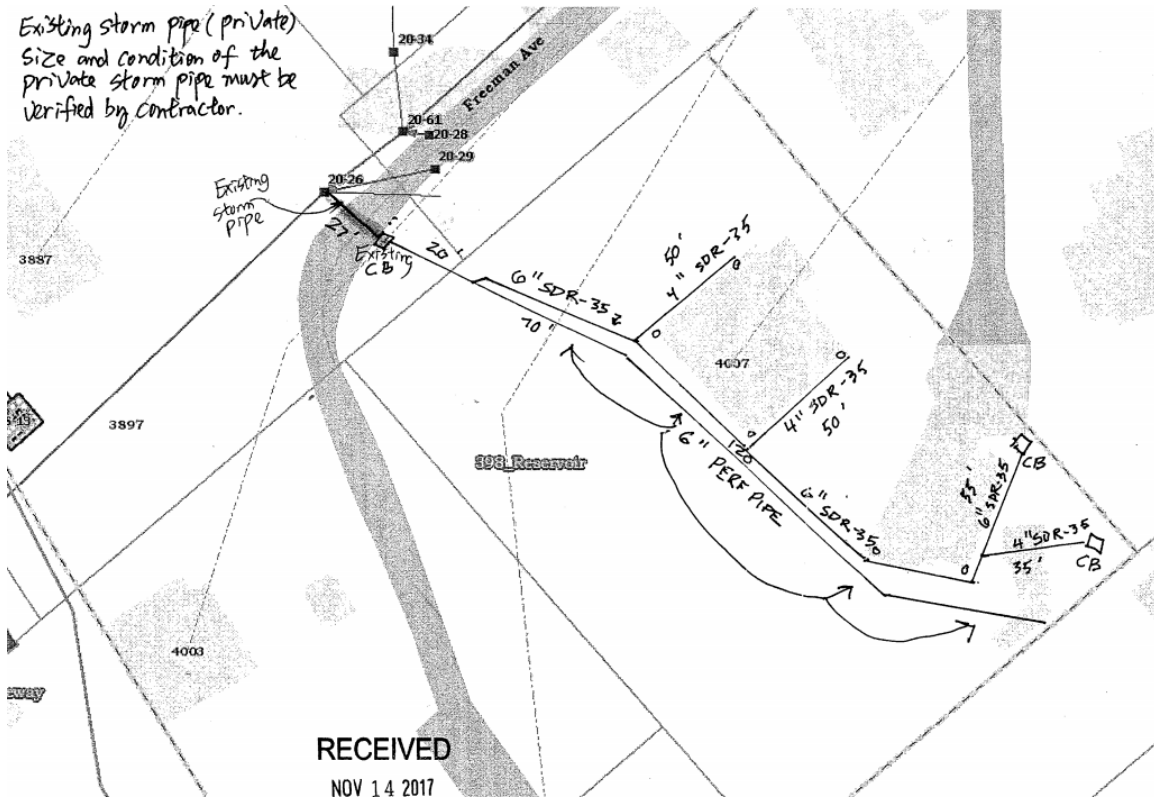 Existing storm pipe (private)
Size and condition of the
private storm pipe must be
verified by contractor.
20-34
Freeman Ave
20-61
20-28
20-29
20-26
Existing
storm
pipe
27'
Existing
CB
20'
3887
6" SDR-35
70'
50'
4" SDR-35
4007
4" SDR-35
50'
3897
398_Reservoir
120
6" PERF PIPE
6" SDR-35
55'
6" SDR-35
CB
4" SDR-35
35'
CB
4003
eway
RECEIVED
NOV 14 2017